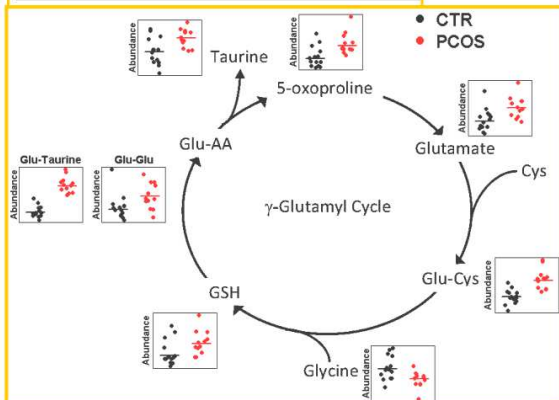 CTR
PCOS
Abundance
Taurine
Abundance
5-oxoproline
Abundance
Glu-AA
Glutamate
Glu-Taurine
Glu-Glu
Abundance
Abundance
Cys
γ-Glutamyl Cycle
GSH
Glu-Cys
Abundance
Abundance
Glycine
Abundance